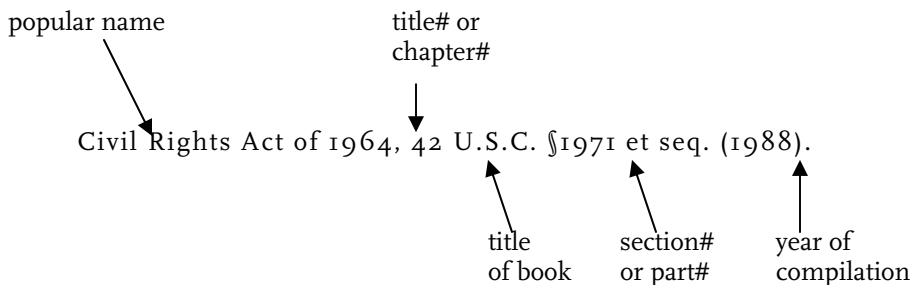 popular name
title# or
chapter#
Civil Rights Act of 1964, 42 U.S.C. §1971 et seq. (1988).
title
of book
section#
or part#
year of
compilation